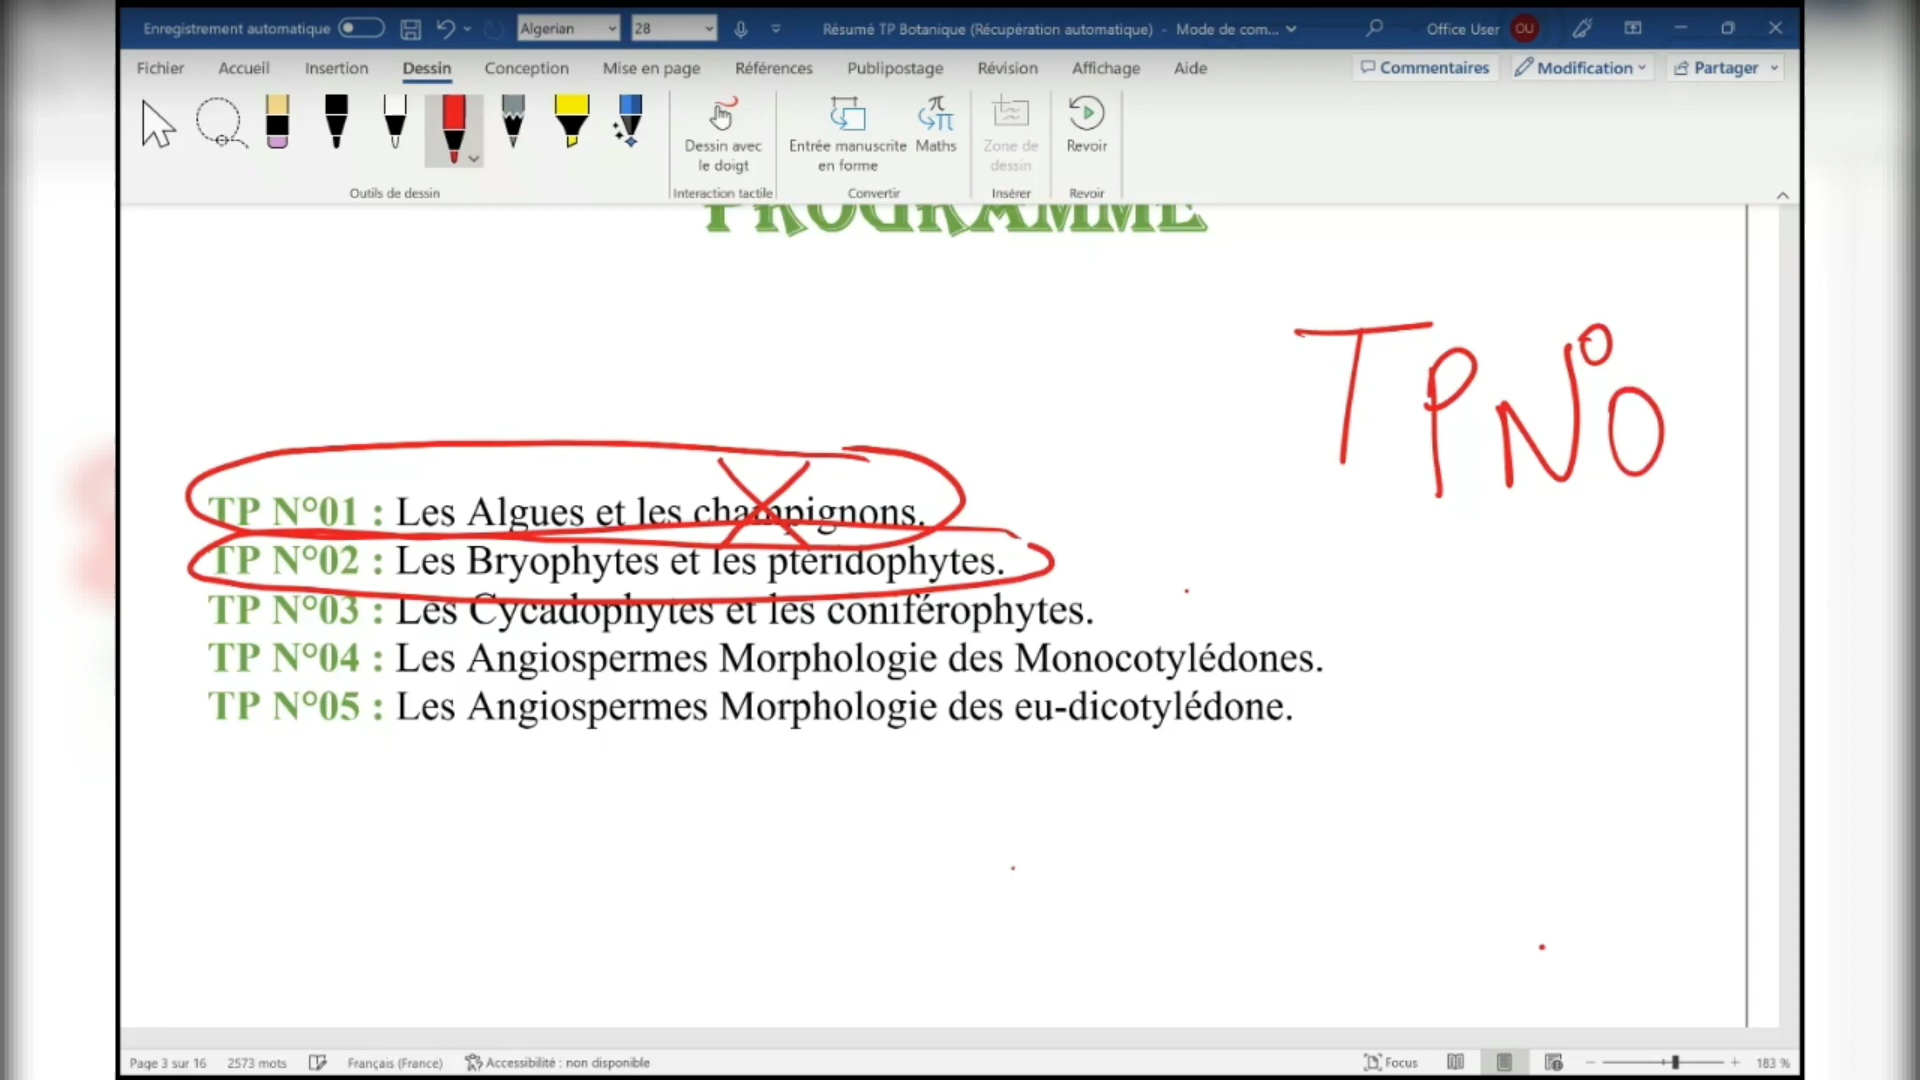 Enregistrement automatique
Algerian
28
Résumé TP Botanique (Récupération automatique) - Mode de com...
Office User
OU
Fichier Accueil Insertion Dessin Conception Mise en page Références Publipostage Révision Affichage Aide
Commentaires Modification Partager
Dessin avec le doigt
Entrée manuscrite en forme
Maths
Zone de dessin
Revoir
Outils de dessin Interaction tactile Convertir Insérer Revoir
PROGRAMME
TP N°0
TP N°01 : Les Algues et les champignons.
TP N°02 : Les Bryophytes et les ptéridophytes.
TP N°03 : Les Cycadophytes et les coniférophytes.
TP N°04 : Les Angiospermes Morphologie des Monocotylédones.
TP N°05 : Les Angiospermes Morphologie des eu-dicotylédone.
Page 3 sur 16 2573 mots Français (France) Accessibilité : non disponible Focus 183 %